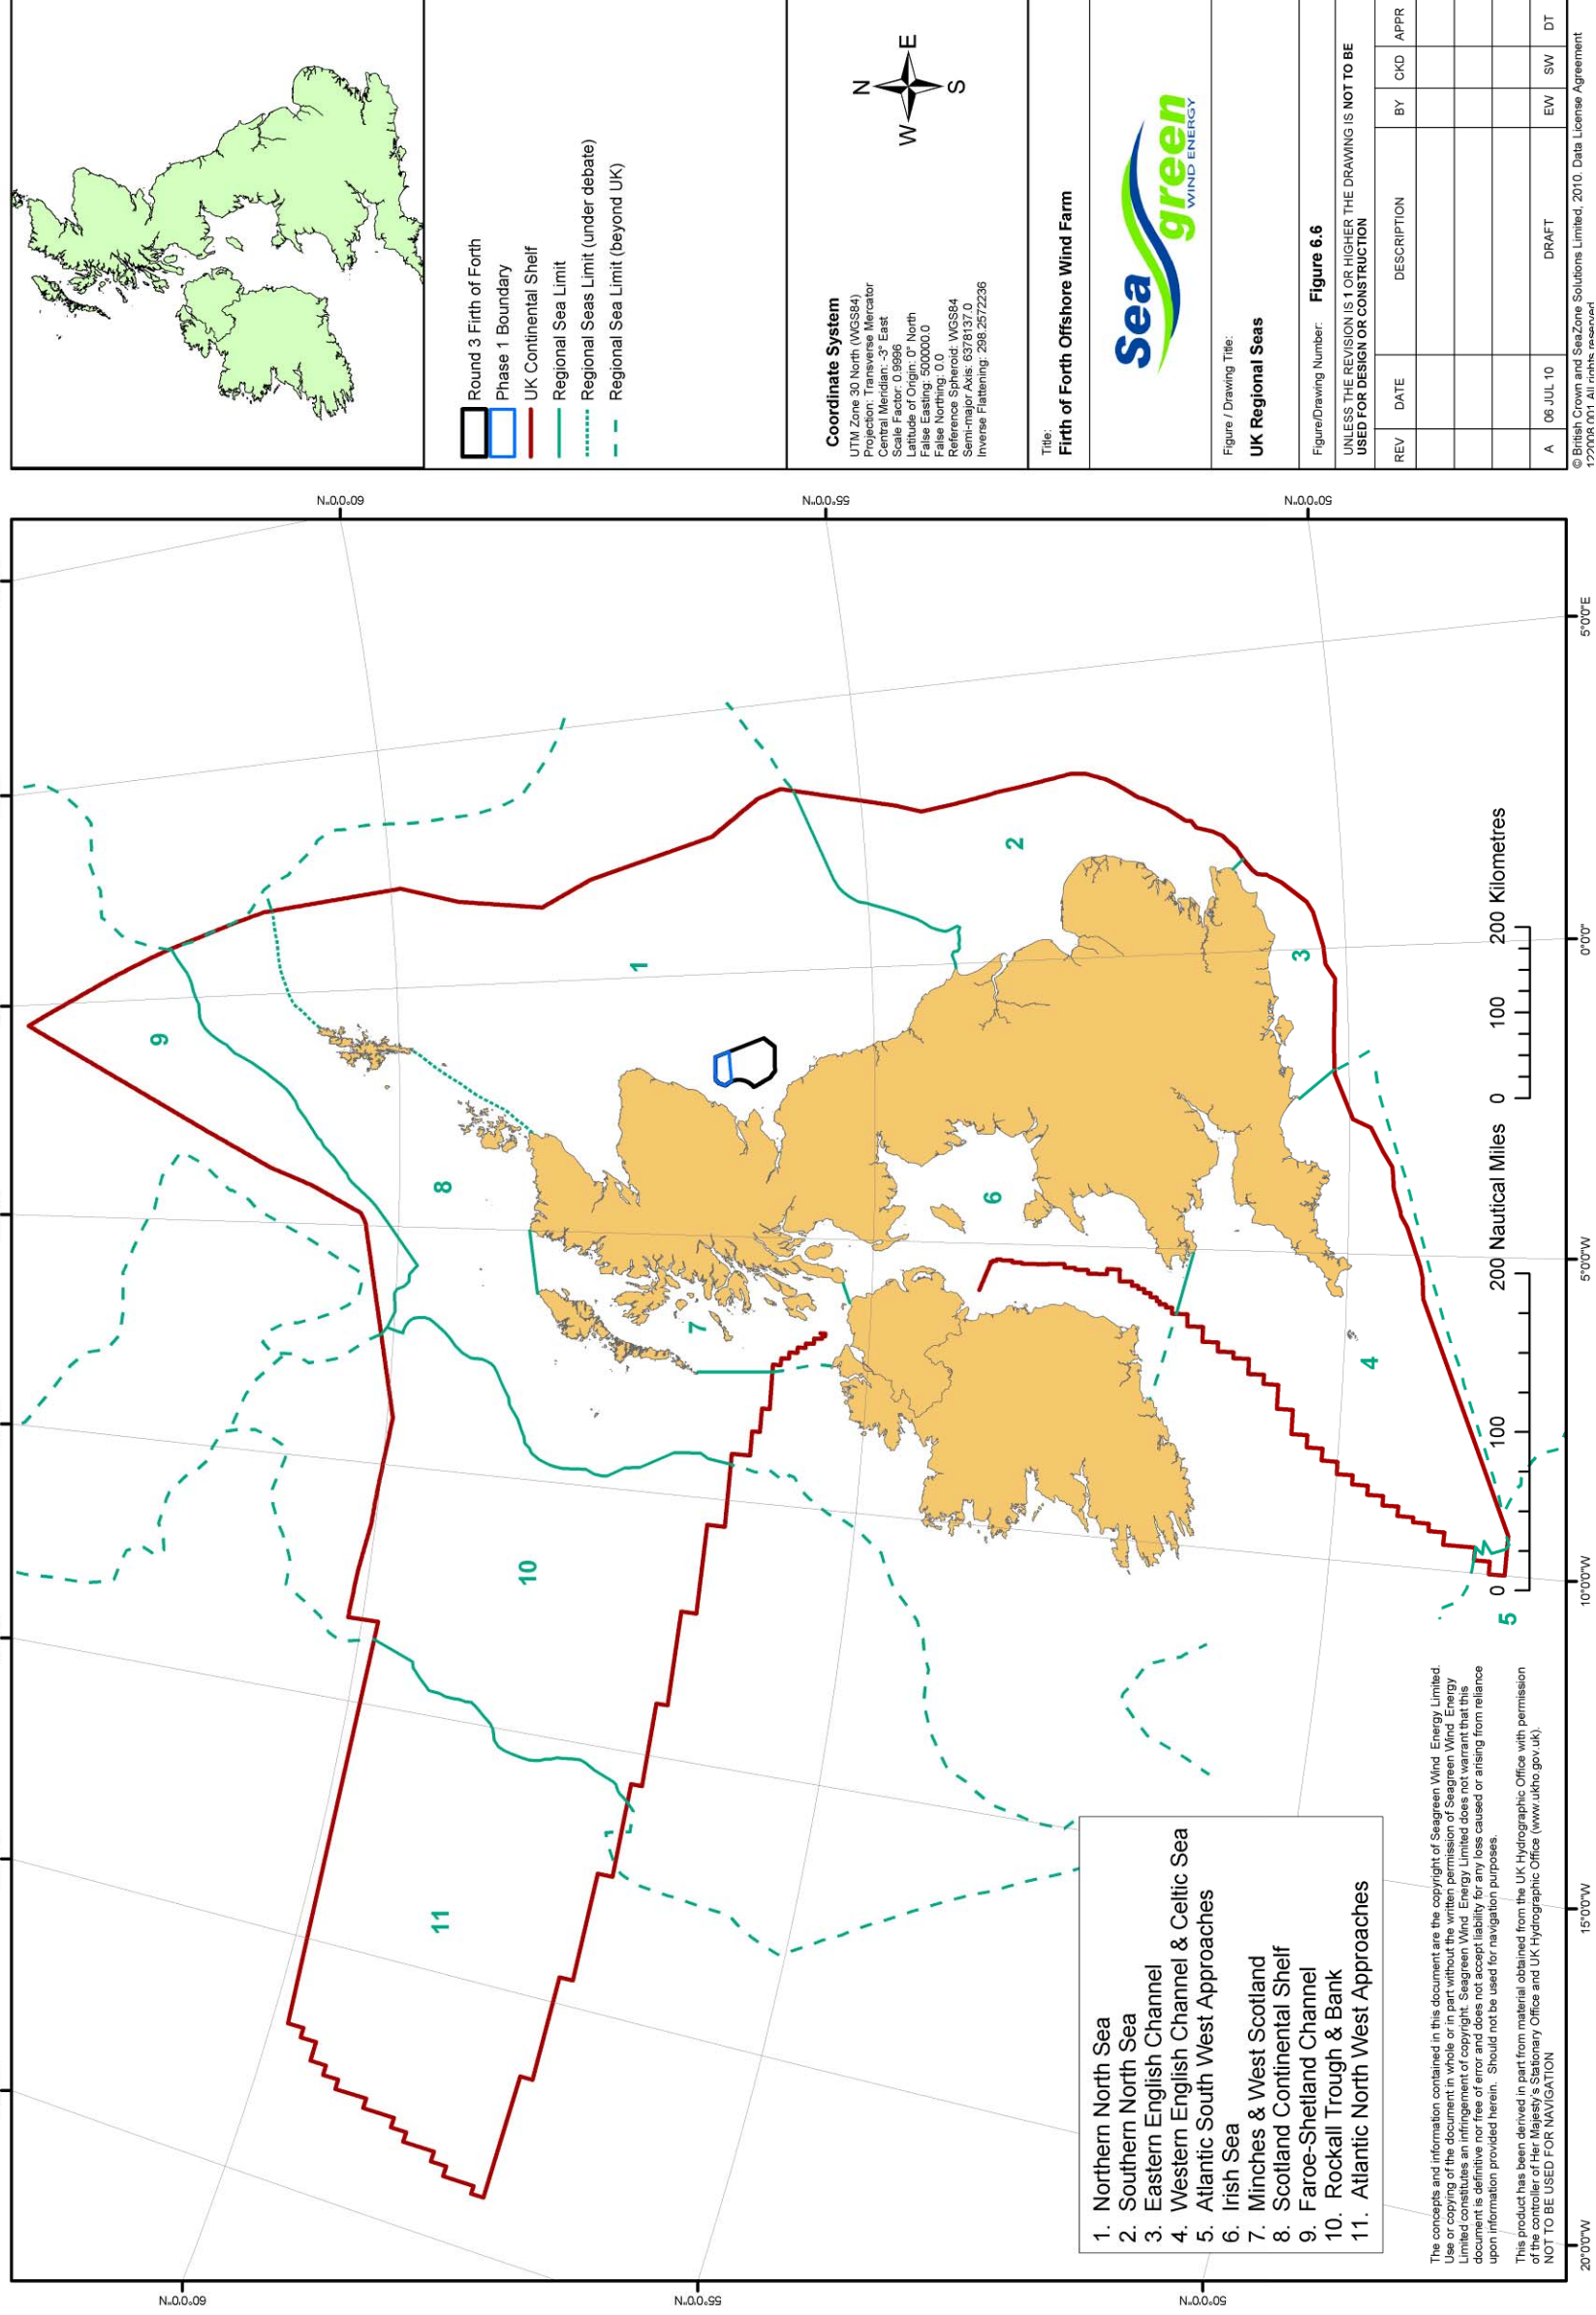 60°0'0"N
55°0'0"N
50°0'0"N
60°0'0"N
55°0'0"N
50°0'0"N
20°0'0"W
15°0'0"W
10°0'0"W
5°0'0"W
0°0'0"
5°0'0"E
1
2
3
4
5
6
7
8
9
10
11
1. Northern North Sea
2. Southern North Sea
3. Eastern English Channel
4. Western English Channel & Celtic Sea
5. Atlantic South West Approaches
6. Irish Sea
7. Minches & West Scotland
8. Scotland Continental Shelf
9. Faroe-Shetland Channel
10. Rockall Trough & Bank
11. Atlantic North West Approaches
The concepts and information contained in this document are the copyright of Seagreen Wind Energy Limited.
Use or copying of the document in whole or in part without the written permission of Seagreen Wind Energy
Limited constitutes an infringement of copyright. Seagreen Wind Energy Limited does not warrant that this
document is definitive nor free of error and does not accept liability for any loss caused or arising from reliance
upon information provided herein. Should not be used for navigation purposes.
This product has been derived in part from material obtained from the UK Hydrographic Office with permission
of the controller of Her Majesty's Stationary Office and UK Hydrographic Office (www.ukho.gov.uk).
NOT TO BE USED FOR NAVIGATION
0 100 200 Nautical Miles
0 100 200 Kilometres
Round 3 Firth of Forth
Phase 1 Boundary
UK Continental Shelf
Regional Sea Limit
Regional Seas Limit (under debate)
Regional Sea Limit (beyond UK)
Coordinate System
UTM Zone 30 North (WGS84)
Projection: Transverse Mercator
Central Meridian: -3° East
Scale Factor: 0.9996
Latitude of Origin: 0° North
False Easting: 500000.0
False Northing: 0.0
Reference Spheroid: WGS84
Semi-major Axis: 6378137.0
Inverse Flattening: 298.2572236
N
W E
S
Title:
Firth of Forth Offshore Wind Farm
Sea
green
WIND ENERGY
Figure / Drawing Title:
UK Regional Seas
Figure/Drawing Number: Figure 6.6
UNLESS THE REVISION IS 1 OR HIGHER THE DRAWING IS NOT TO BE
USED FOR DESIGN OR CONSTRUCTION
REV DATE DESCRIPTION BY CKD APPR
A 06 JUL 10 DRAFT EW SW DT
© British Crown and SeaZone Solutions Limited, 2010. Data License Agreement
122008.001. All rights reserved